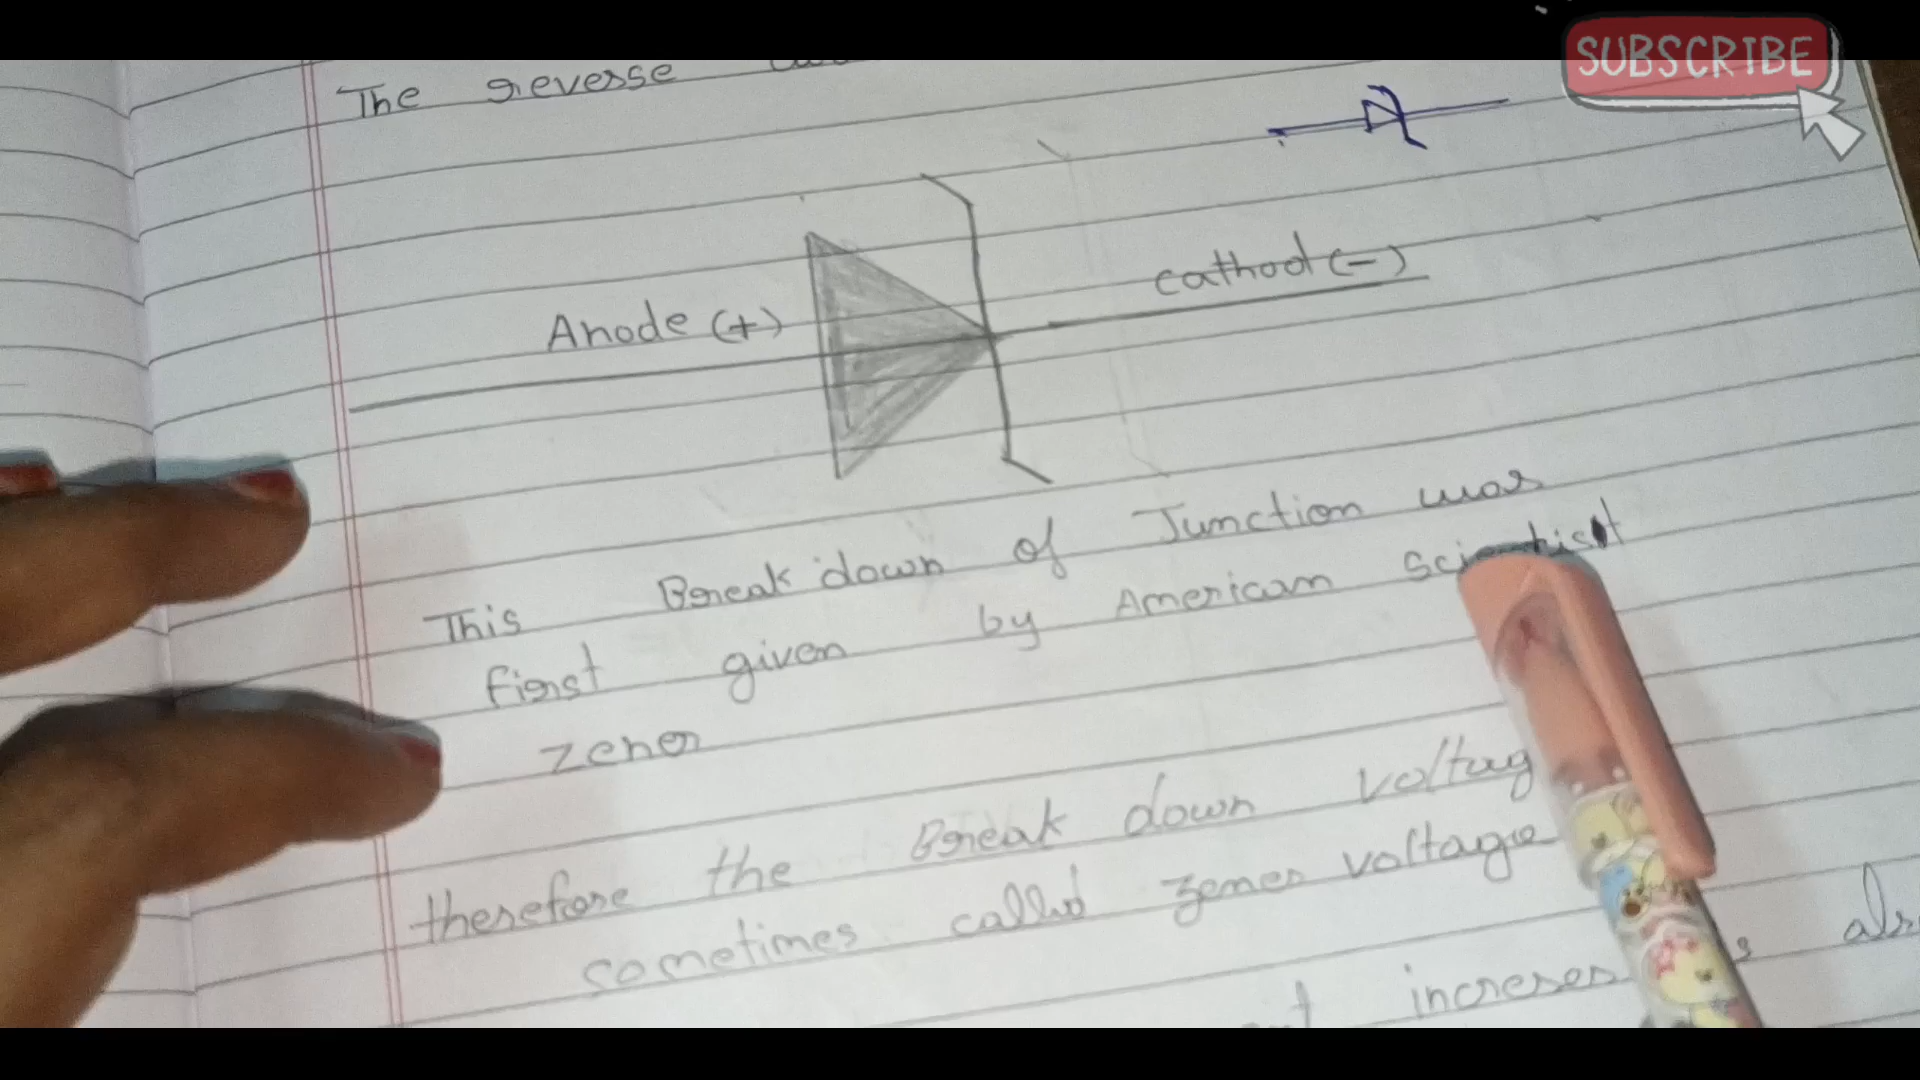 SUBSCRIBE
The reverse
Anode (+)
cathod (-)
This Break down of Junction was
first given by American Scientist
zener
therefore the Break down voltag
sometimes called zener voltage
increses